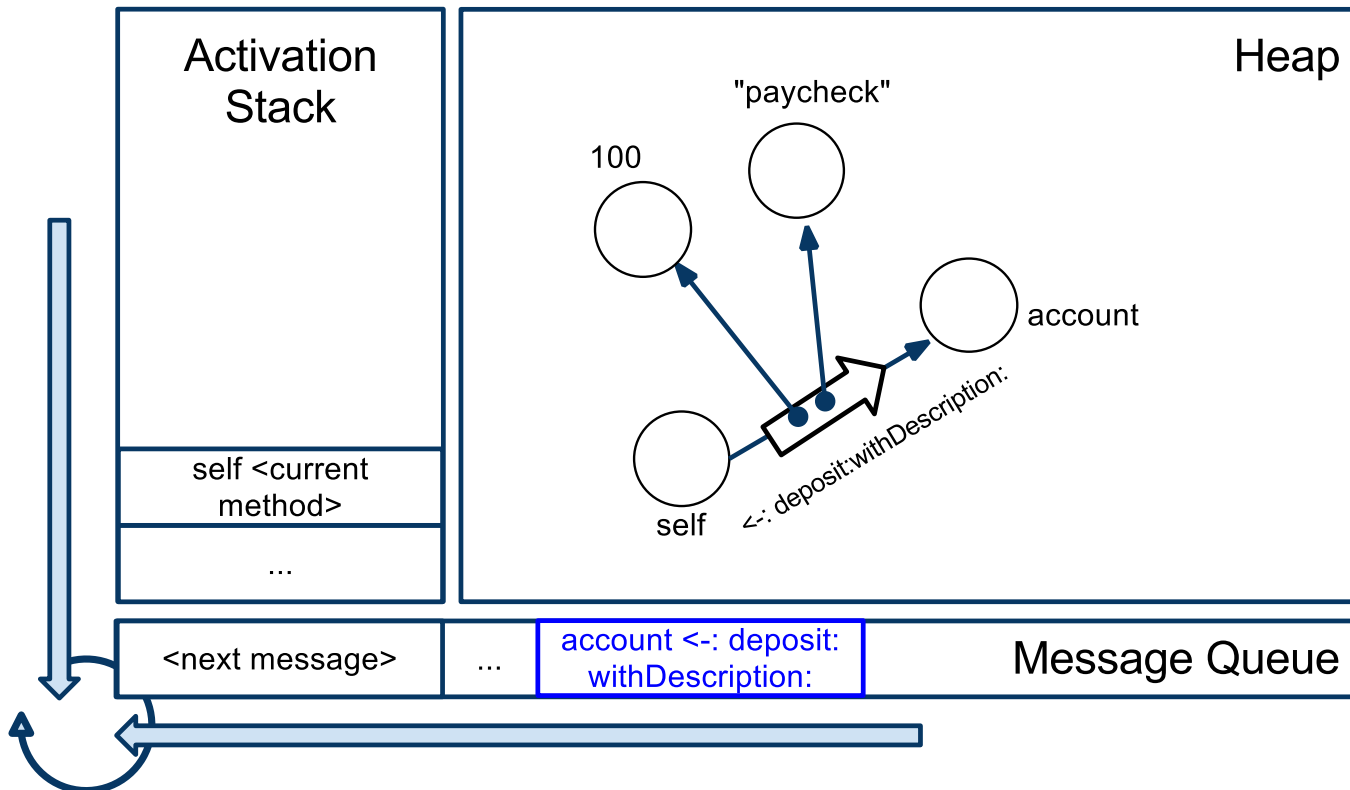 Activation
Stack
Heap
"paycheck"
100
account
<-: deposit:withDescription:
self
self <current
method>
...
<next message>
...
account <-: deposit:
withDescription:
Message Queue